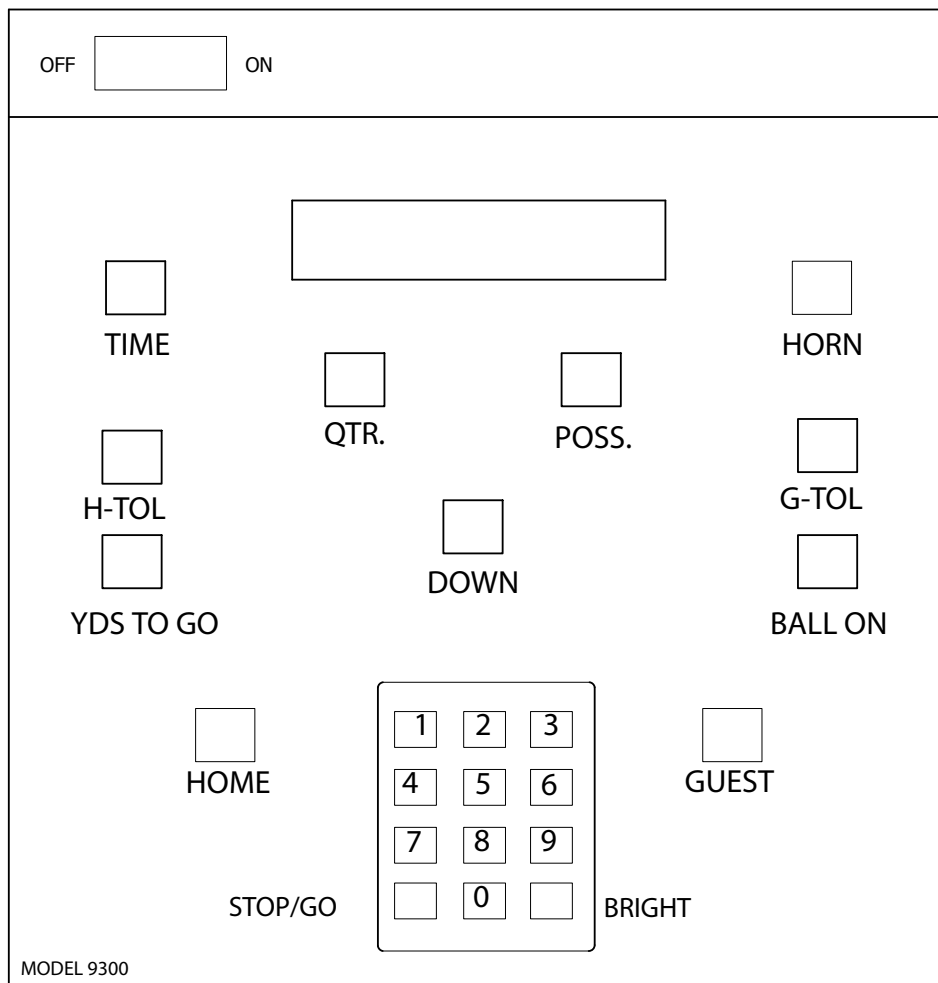 OFF ON
TIME HORN
QTR. POSS.
H-TOL G-TOL
DOWN
YDS TO GO BALL ON
1 2 3
HOME GUEST
4 5 6
7 8 9
STOP/GO 0 BRIGHT
MODEL 9300